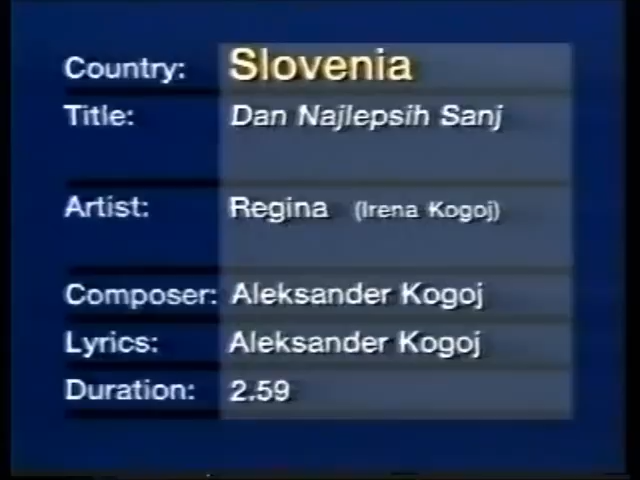 Country: Slovenia
Title: Dan Najlepsih Sanj
Artist: Regina (Irena Kogoj)
Composer: Aleksander Kogoj
Lyrics: Aleksander Kogoj
Duration: 2.59